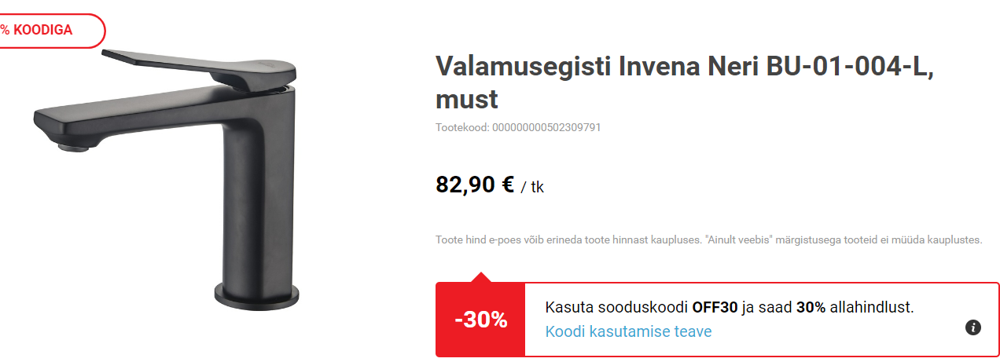 % KOODIGA
Valamusegisti Invena Neri BU-01-004-L,
must
Tootekood: 000000000502309791
82,90 € / tk
Toote hind e-poes võib erineda toote hinnast kaupluses. "Ainult veebis" märgistusega tooteid ei müüda kauplustes.
-30%
Kasuta sooduskoodi OFF30 ja saad 30% allahindlust.
Koodi kasutamise teave